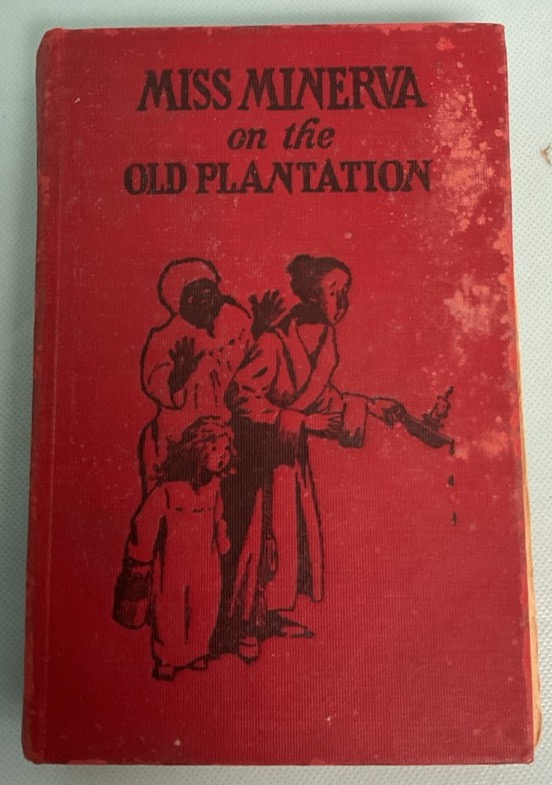 MISS MINERVA
on the
OLD PLANTATION